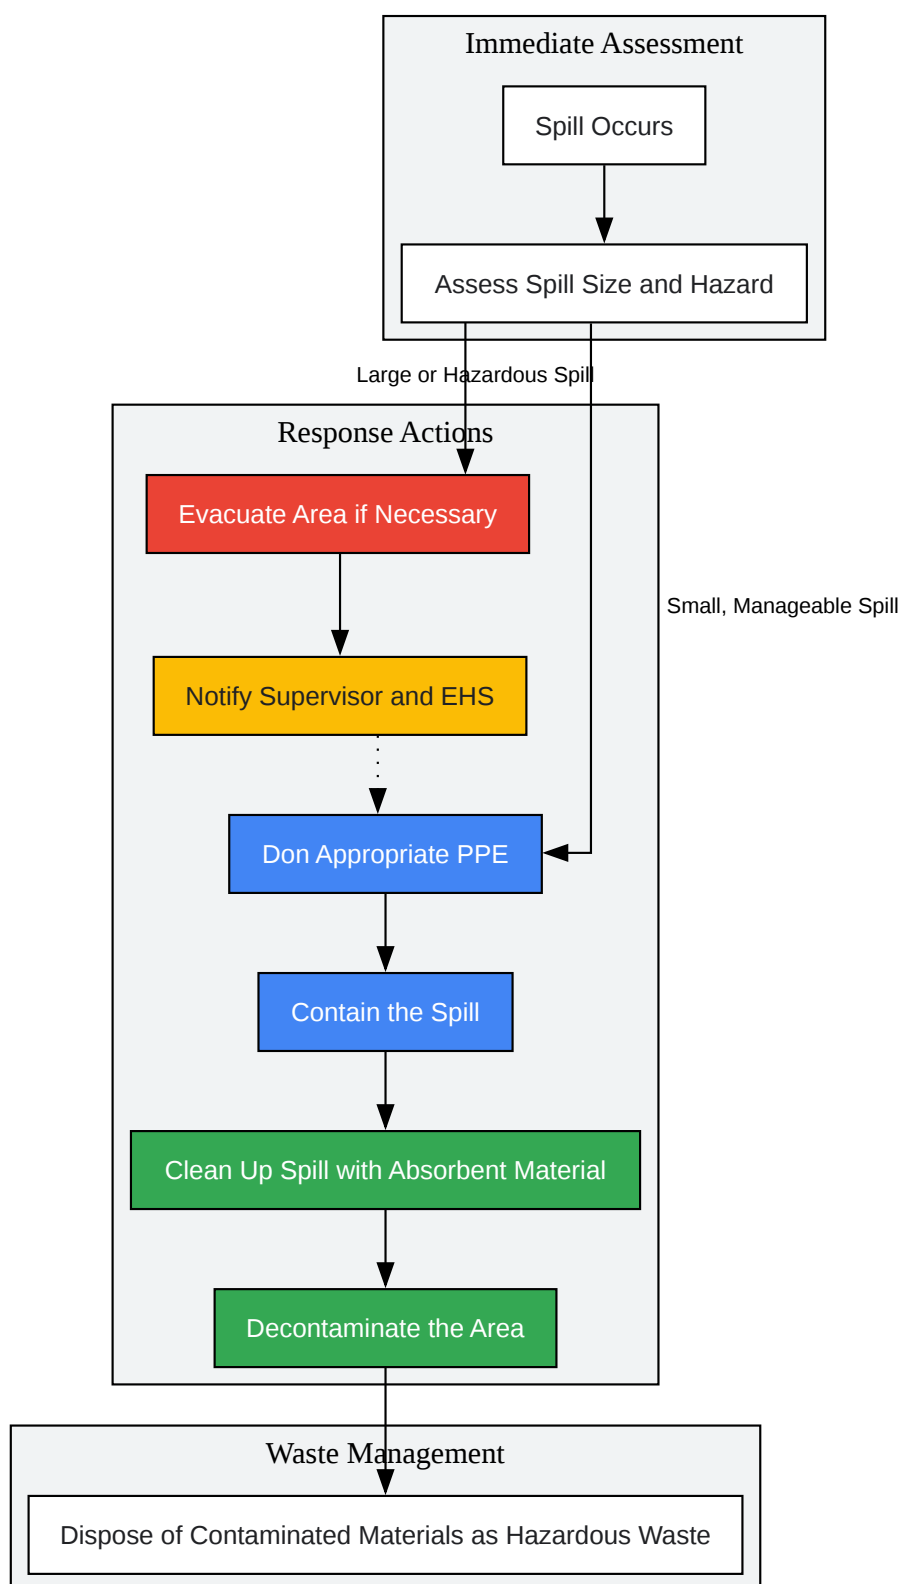 Immediate Assessment
Spill Occurs
Assess Spill Size and Hazard
Large or Hazardous Spill
Response Actions
Evacuate Area if Necessary
Small, Manageable Spill
Notify Supervisor and EHS
Don Appropriate PPE
Contain the Spill
Clean Up Spill with Absorbent Material
Decontaminate the Area
Waste Management
Dispose of Contaminated Materials as Hazardous Waste